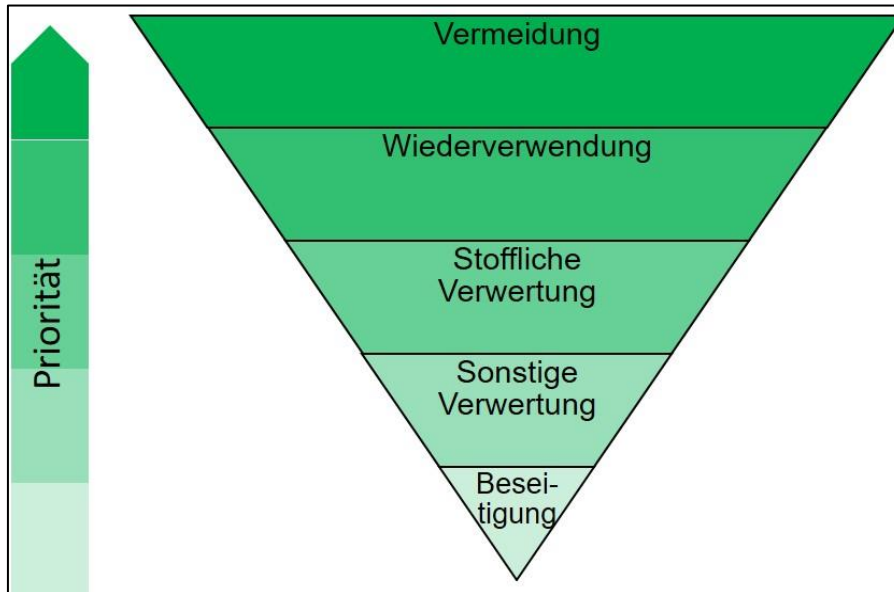 Vermeidung
Wiederverwendung
Stoffliche
Verwertung
Sonstige
Verwertung
Besei-
tigung
Priorität